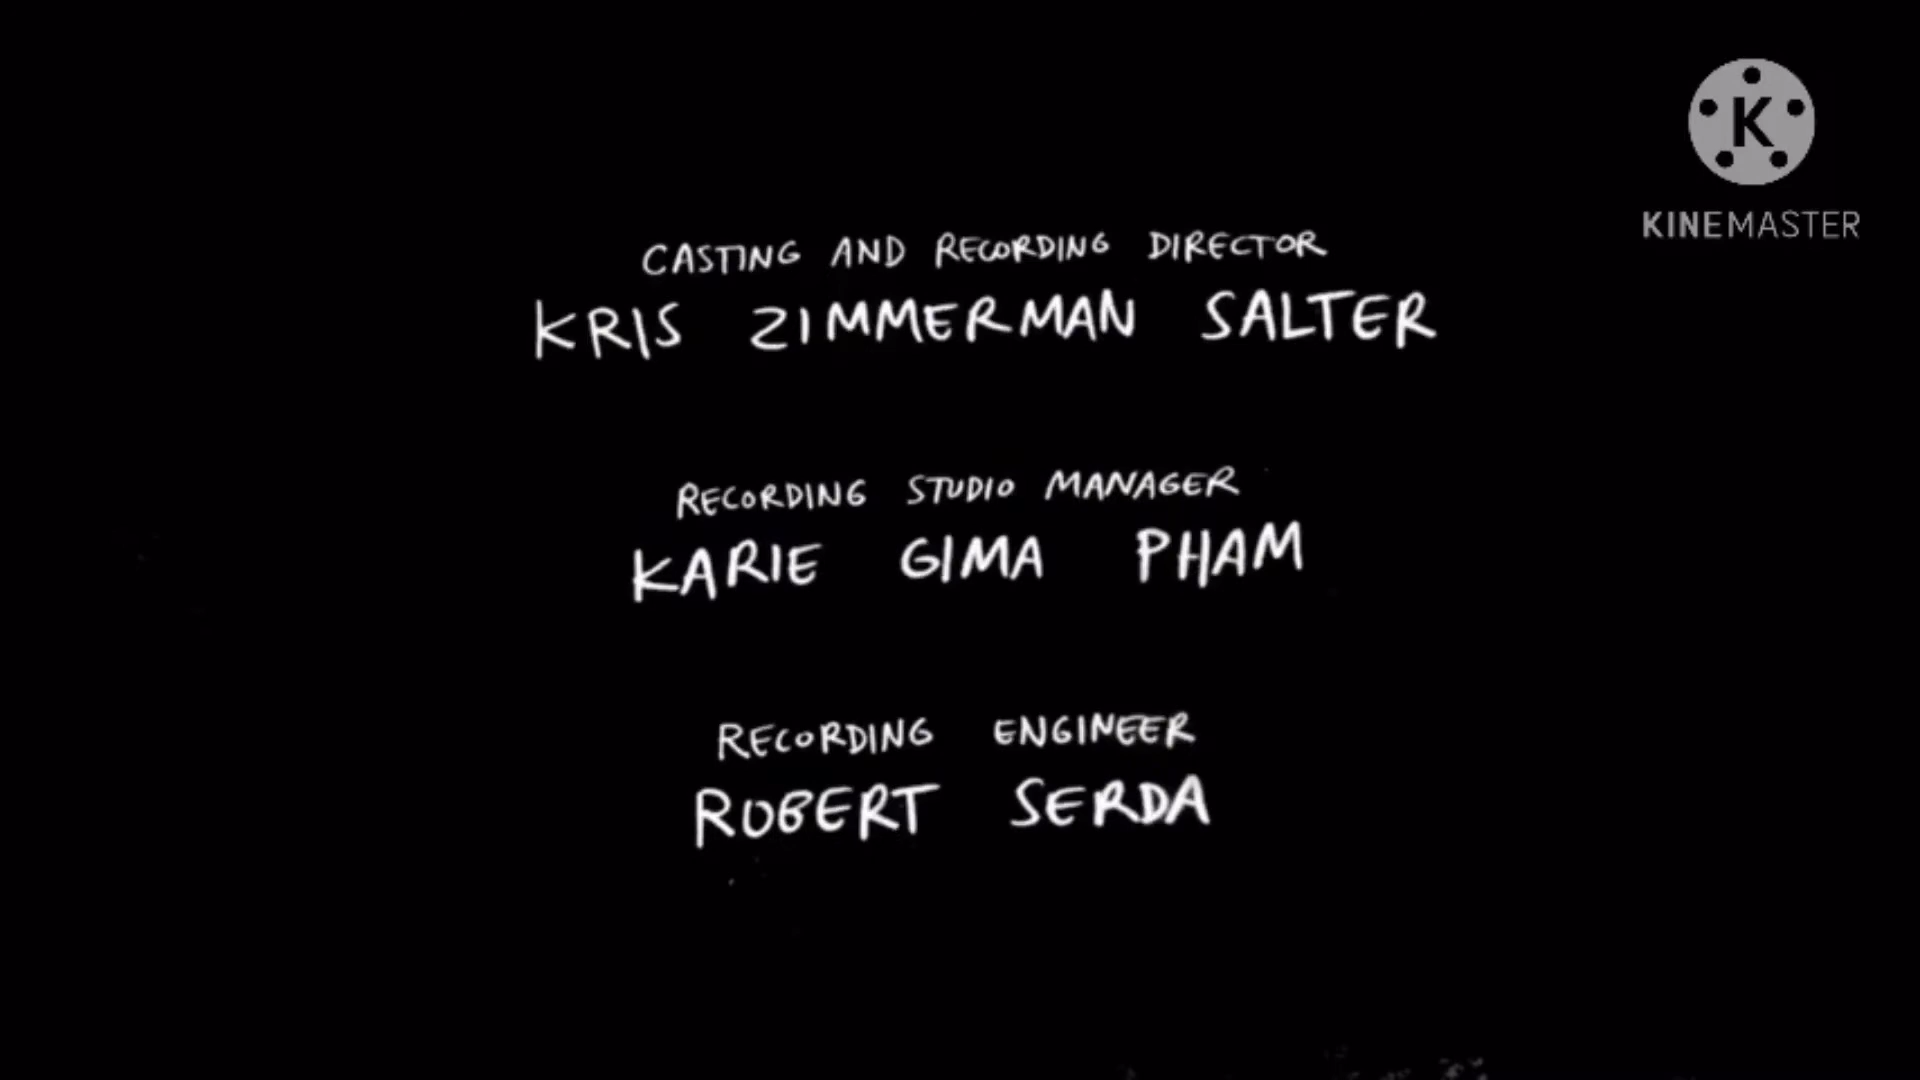 K
KINEMASTER
CASTING AND RECORDING DIRECTOR
KRIS ZIMMERMAN SALTER
RECORDING STUDIO MANAGER
KARIE GIMA PHAM
RECORDING ENGINEER
ROBERT SERDA